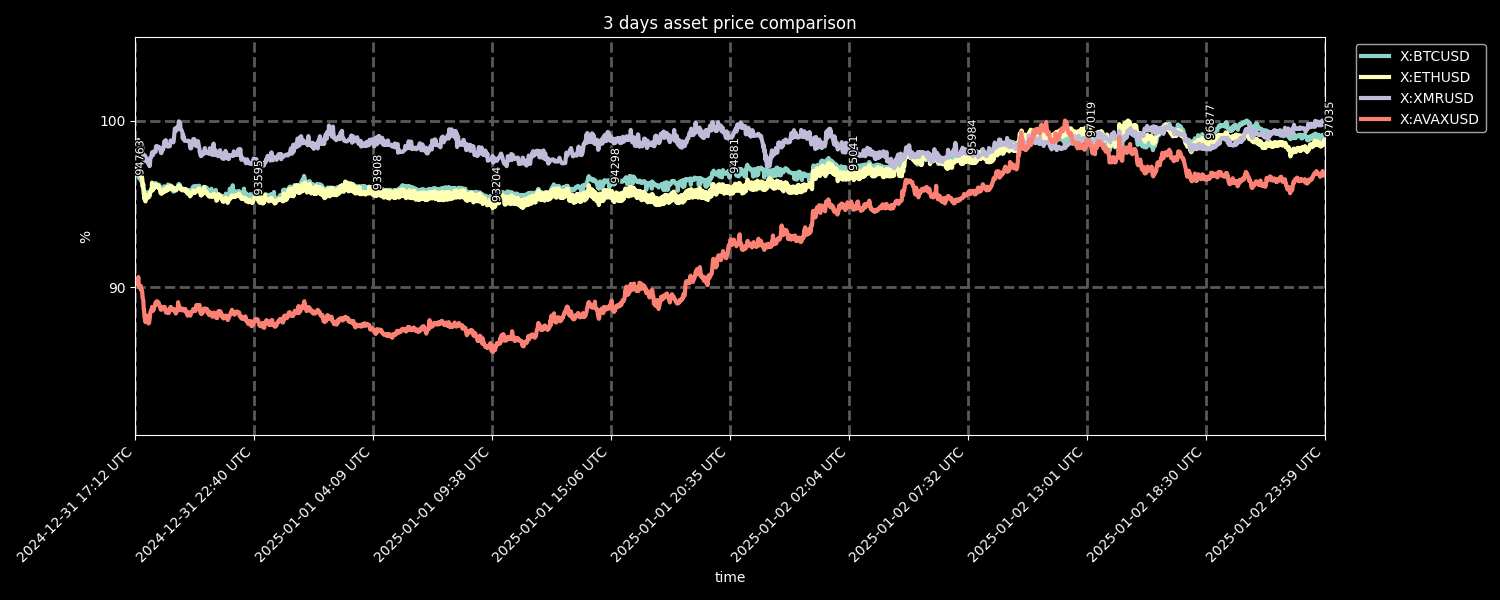 3 days asset price comparison
X:BTCUSD
X:ETHUSD
X:XMRUSD
X:AVAXUSD
%
100
90
94763
93595
93908
93204
94298
94881
95041
95984
97019
96877
97035
2024-12-31 17:12 UTC
2024-12-31 22:40 UTC
2025-01-01 04:09 UTC
2025-01-01 09:38 UTC
2025-01-01 15:06 UTC
2025-01-01 20:35 UTC
2025-01-02 02:04 UTC
2025-01-02 07:32 UTC
2025-01-02 13:01 UTC
2025-01-02 18:30 UTC
2025-01-02 23:59 UTC
time